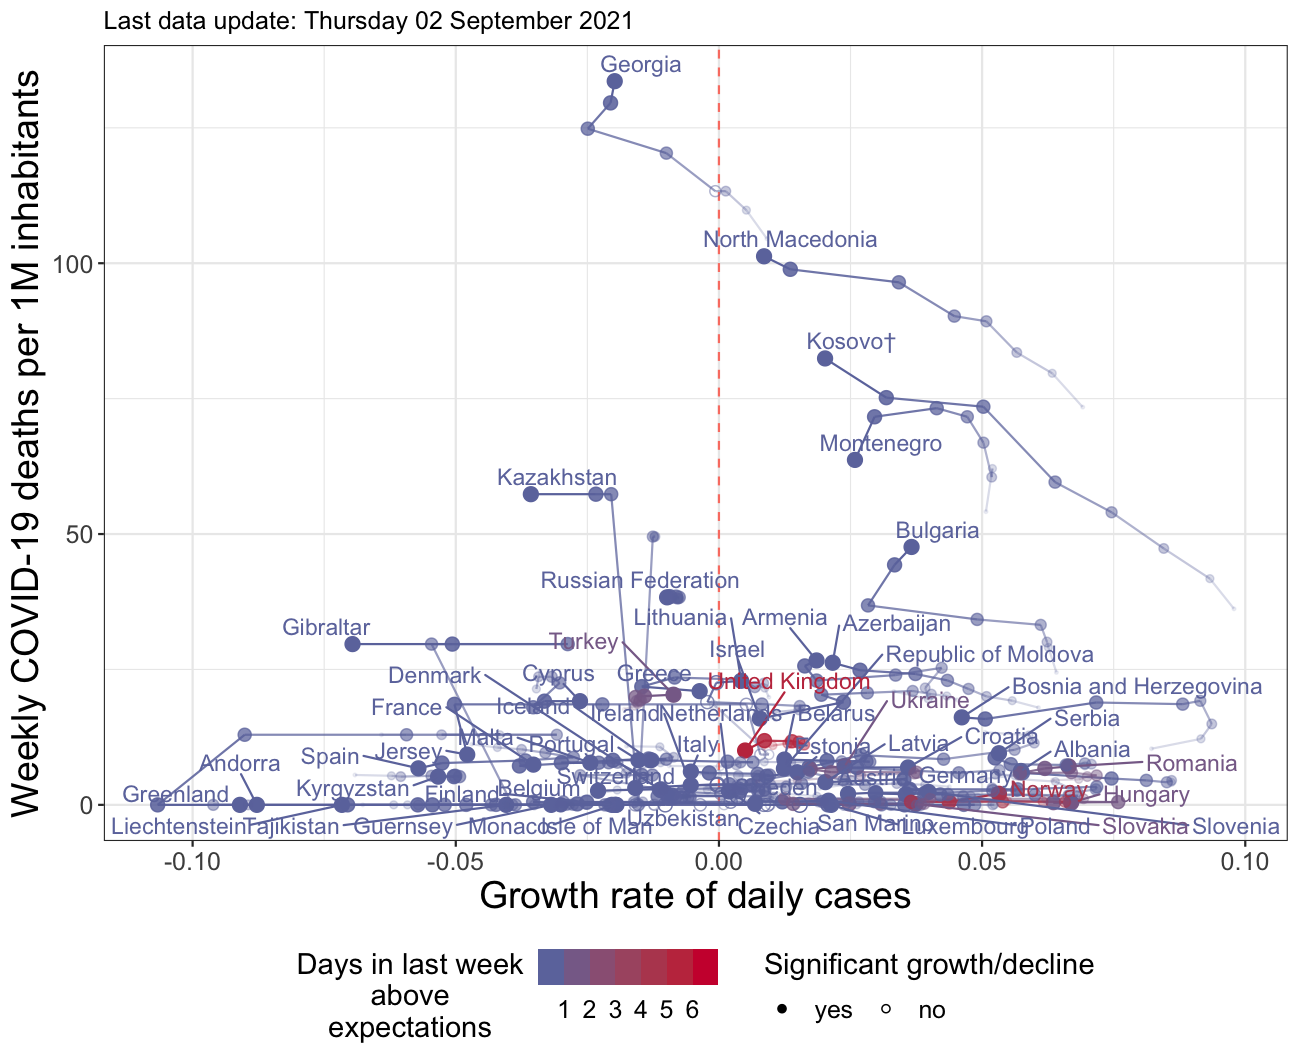 Last data update: Thursday 02 September 2021
Weekly COVID-19 deaths per 1M inhabitants
Georgia
North Macedonia
100
Kosovo†
Montenegro
Kazakhstan
50
Bulgaria
Russian Federation
Lithuania
Armenia
Azerbaijan
Gibraltar
Turkey
Israel
Republic of Moldova
Denmark
Cyprus
Greece
United Kingdom
Bosnia and Herzegovina
France
Iceland
Ireland
Netherlands
Belarus
Ukraine
Serbia
Malta
Portugal
Italy
Estonia
Latvia
Croatia
Albania
Spain
Jersey
Romania
Andorra
Switzerland
Austria
Germany
Kyrgyzstan
Finland
Belgium
Sweden
Norway
Hungary
Greenland
0
Liechtenstein
Tajikistan
Guernsey
Monaco
Isle of Man
Uzbekistan
Czechia
San Marino
Luxembourg
Poland
Slovakia
Slovenia
-0.10
-0.05
0.00
0.05
0.10
Growth rate of daily cases
Days in last week
above
expectations
1 2 3 4 5 6
Significant growth/decline
yes
no